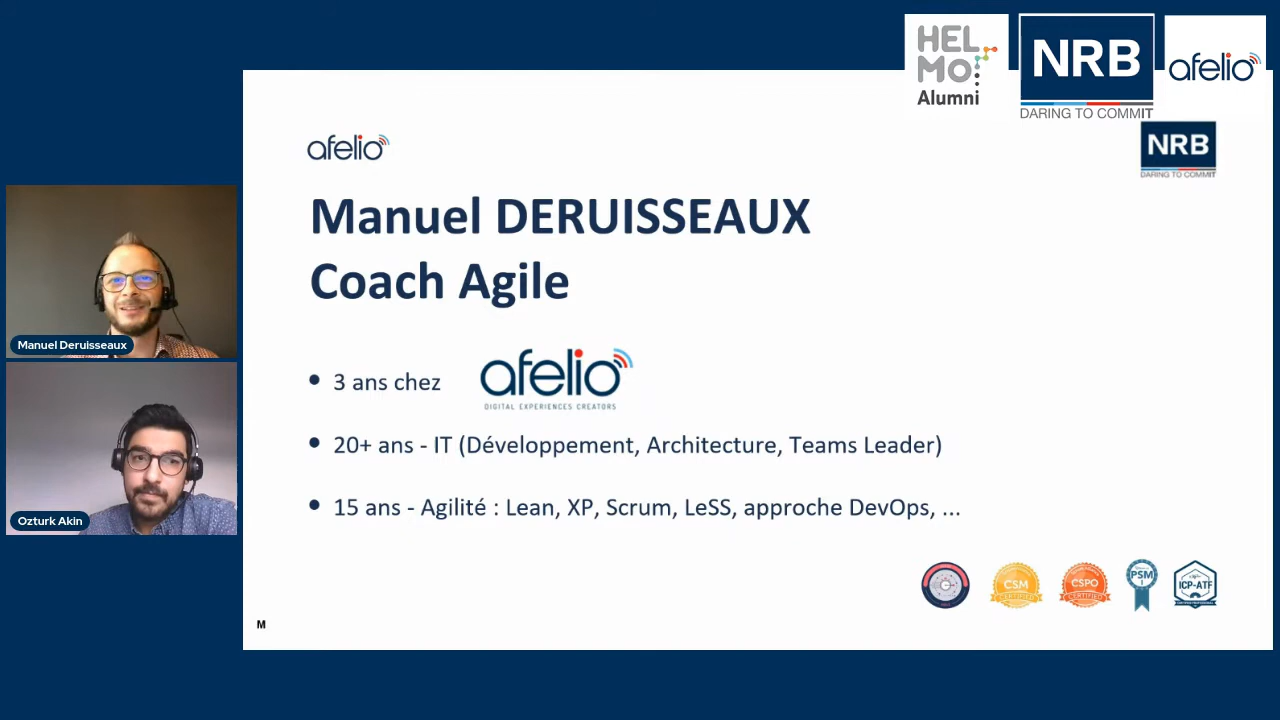 HEL
MO
Alumni
NRB
DARING TO COMMIT
afelio
afelio
NRB
DARING TO COMMIT
Manuel DERUISSEAUX
Coach Agile
• 3 ans chez
afelio
DIGITAL EXPERIENCES CREATORS
• 20+ ans - IT (Développement, Architecture, Teams Leader)
• 15 ans - Agilité : Lean, XP, Scrum, LeSS, approche DevOps, ...
Manuel Deruisseaux
Ozturk Akin
CSM
CERTIFIED
CSPO
CERTIFIED
PSM
I
ICP-ATF
M